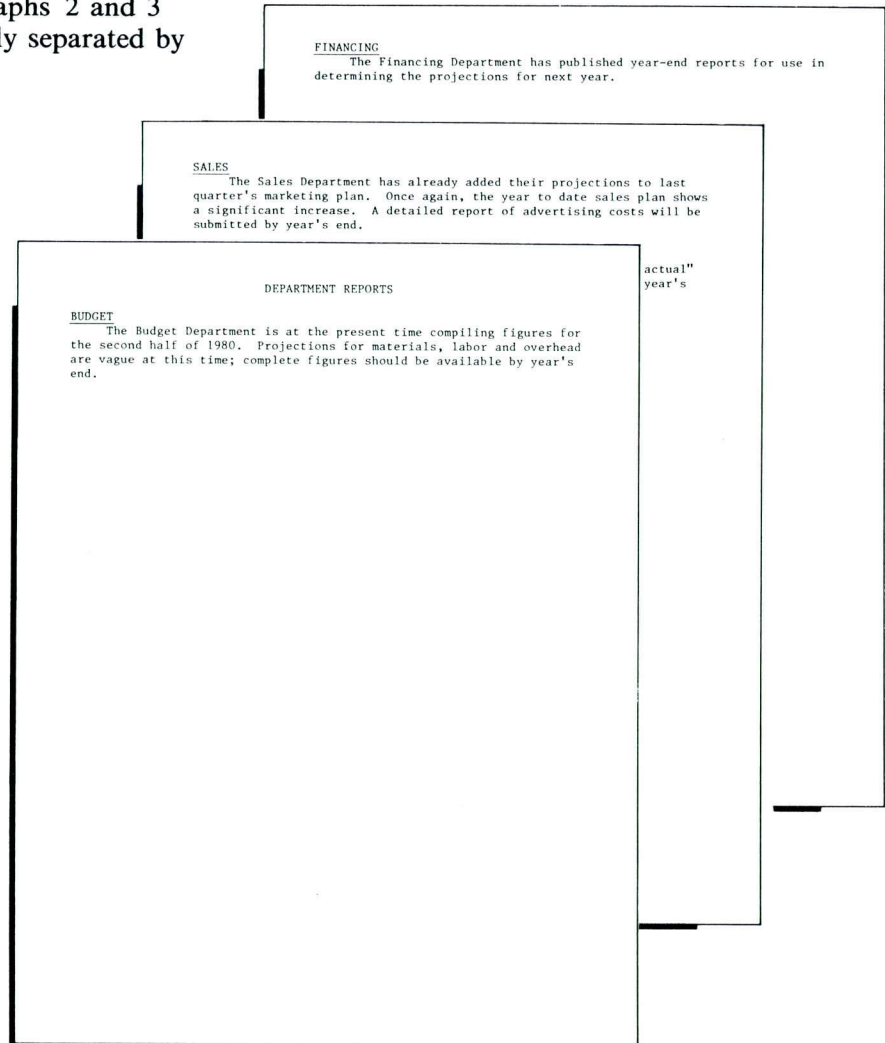 aphs 2 and 3
ly separated by
FINANCING
The Financing Department has published year-end reports for use in
determining the projections for next year.
SALES
The Sales Department has already added their projections to last
quarter's marketing plan. Once again, the year to date sales plan shows
a significant increase. A detailed report of advertising costs will be
submitted by year's end.
actual"
year's
DEPARTMENT REPORTS
BUDGET
The Budget Department is at the present time compiling figures for
the second half of 1980. Projections for materials, labor and overhead
are vague at this time; complete figures should be available by year's
end.